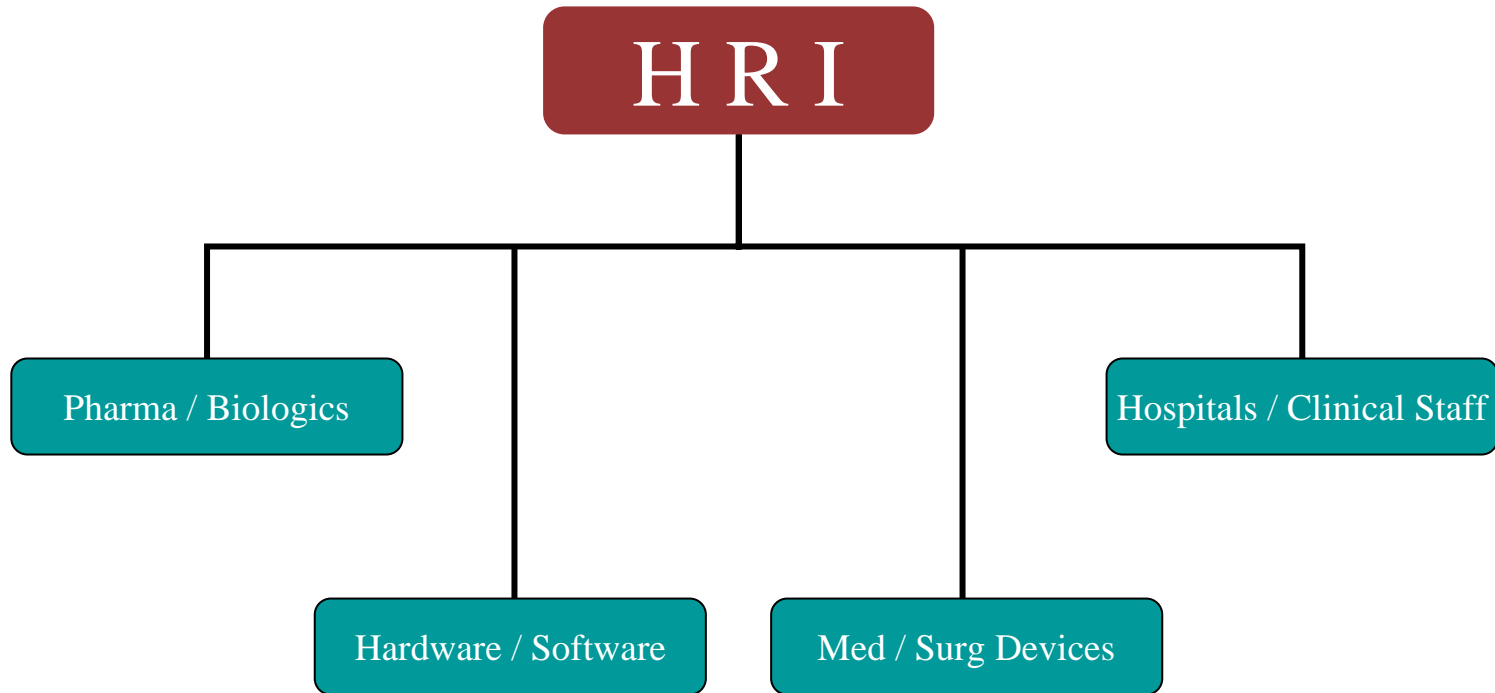 H R I
Pharma / Biologics
Hospitals / Clinical Staff
Hardware / Software
Med / Surg Devices